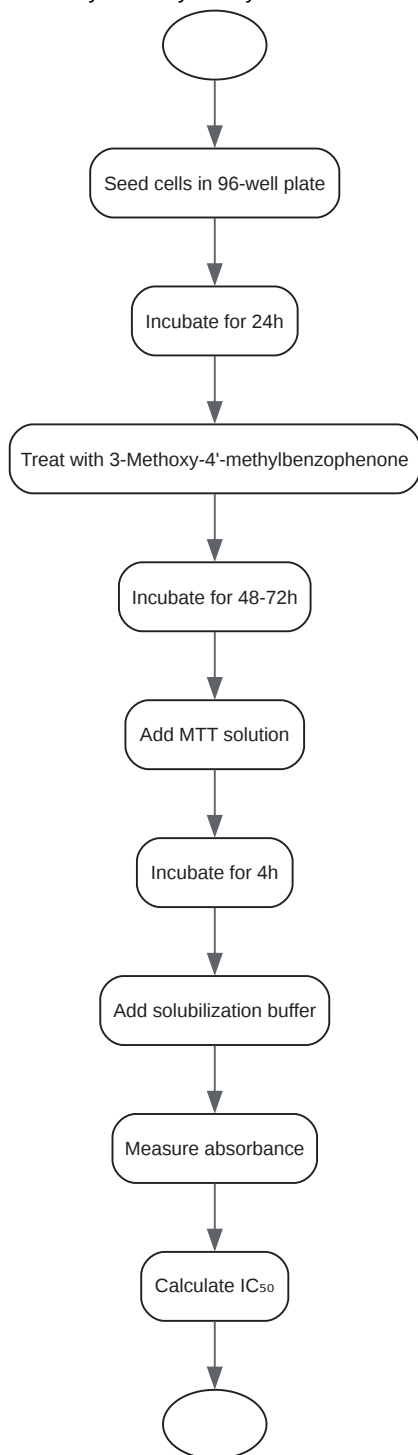 Seed cells in 96-well plate
Incubate for 24h
Treat with 3-Methoxy-4'-methylbenzophenone
Incubate for 48-72h
Add MTT solution
Incubate for 4h
Add solubilization buffer
Measure absorbance
Calculate IC₅₀